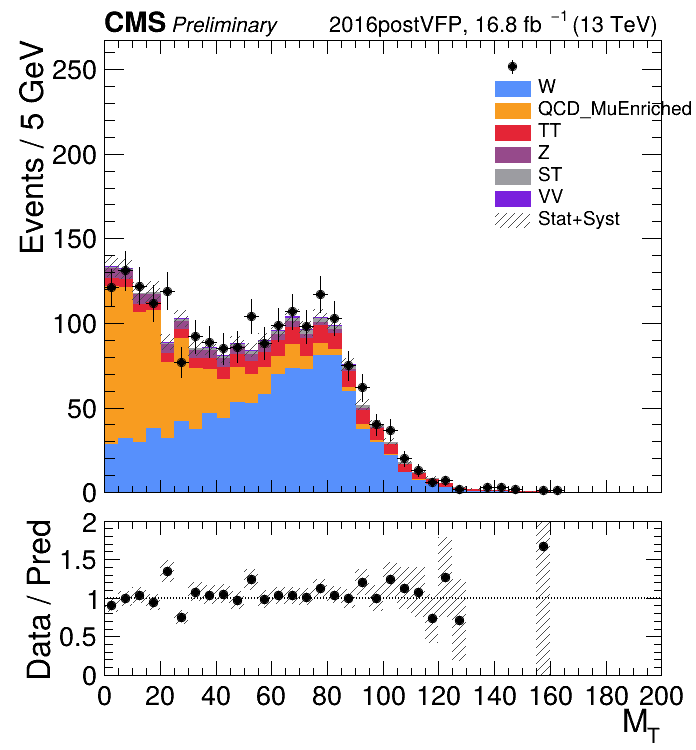 CMS Preliminary 2016postVFP, 16.8 fb⁻¹ (13 TeV)
Events / 5 GeV
250
200
150
100
50
0
W
QCD_MuEnriched
TT
Z
ST
VV
Stat+Syst
Data / Pred
2
1.5
1
0.5
0
0 20 40 60 80 100 120 140 160 180 200
M_T